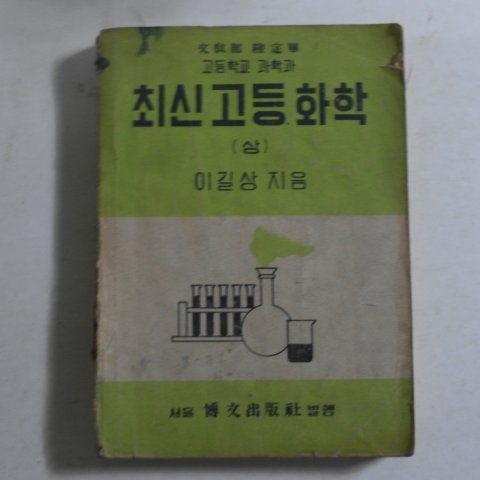 文敎部 檢定畢
고등학교 과학과
최신 고등 화학
(상)
이길상 지음
서울 博文出版社 발행